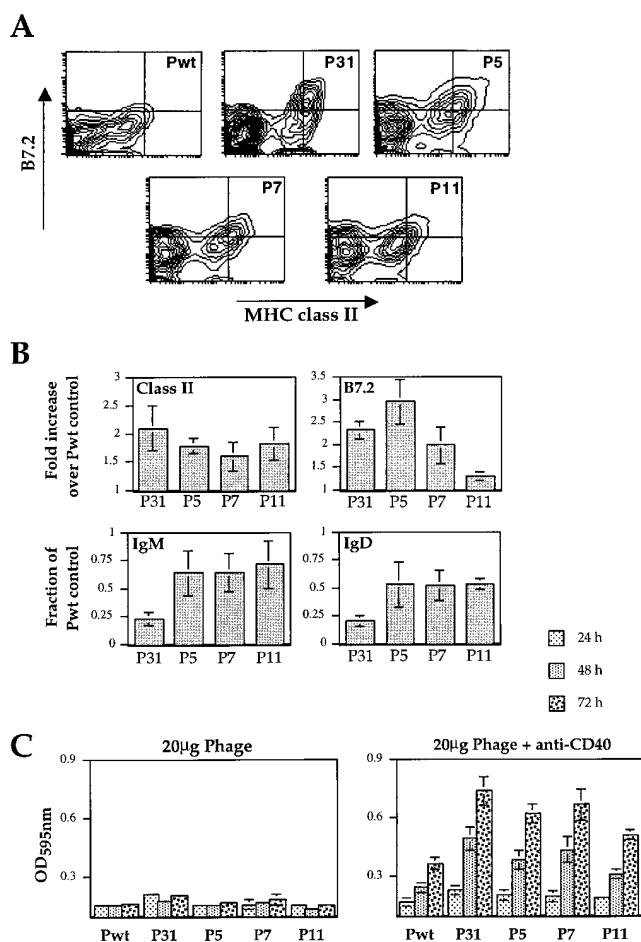 A
Pwt
P31
P5
B7.2
P7
P11
MHC class II
B
Fold increase
over Pwt control
Class II
3
2.5
2
1.5
1
P31 P5 P7 P11
B7.2
3.5
3
2.5
2
1.5
1
P31 P5 P7 P11
Fraction of
Pwt control
IgM
1
0.75
0.5
0.25
0
P31 P5 P7 P11
IgD
1
0.75
0.5
0.25
0
P31 P5 P7 P11
24 h
48 h
72 h
C
20µg Phage
OD595nm
0.9
0.6
0.3
Pwt P31 P5 P7 P11
20µg Phage + anti-CD40
0.9
0.6
0.3
Pwt P31 P5 P7 P11